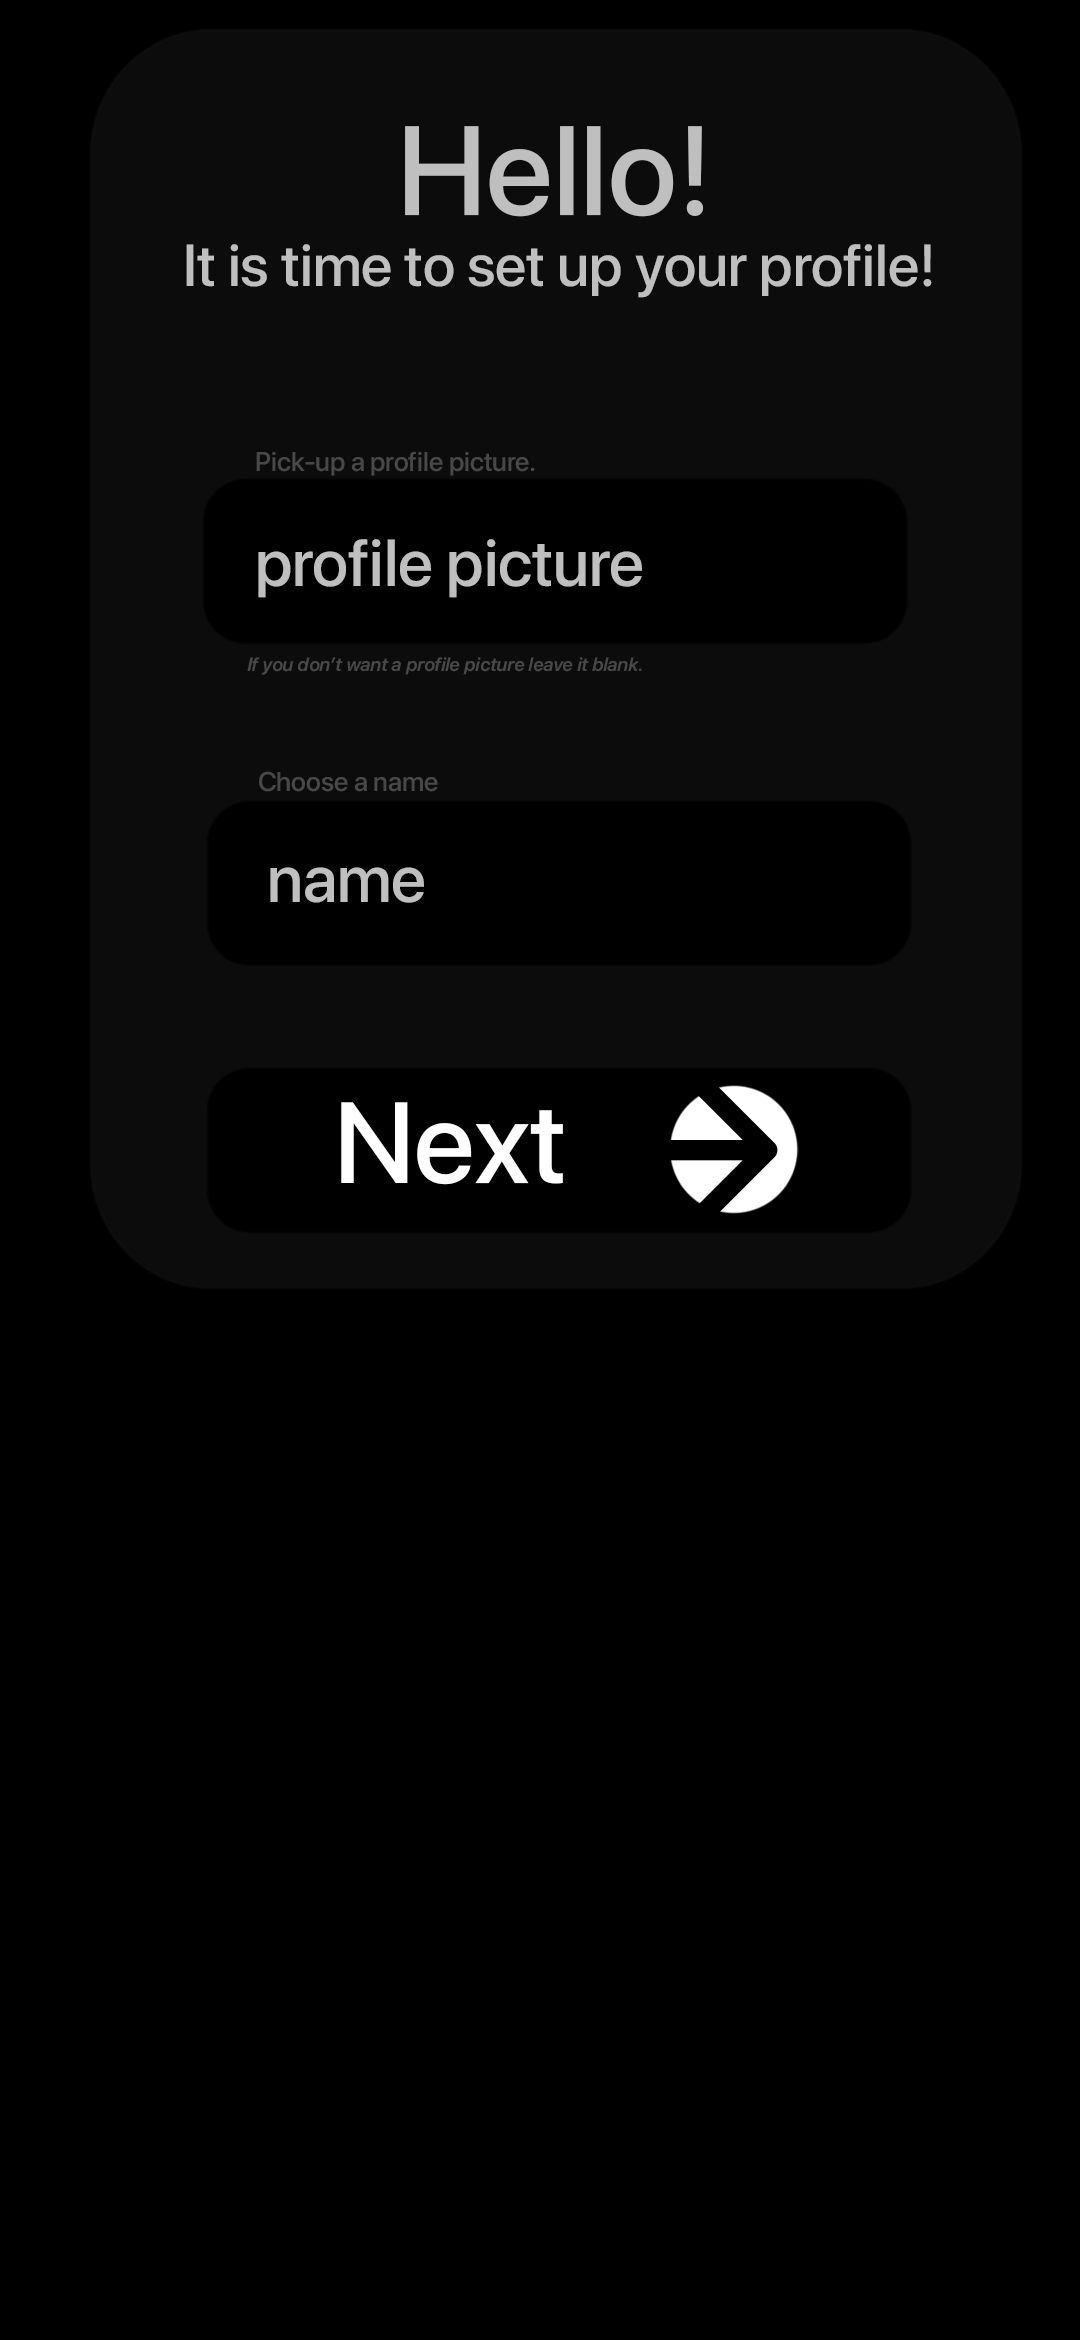 Hello!
It is time to set up your profile!
Pick-up a profile picture.
profile picture
If you don’t want a profile picture leave it blank.
Choose a name
name
Next